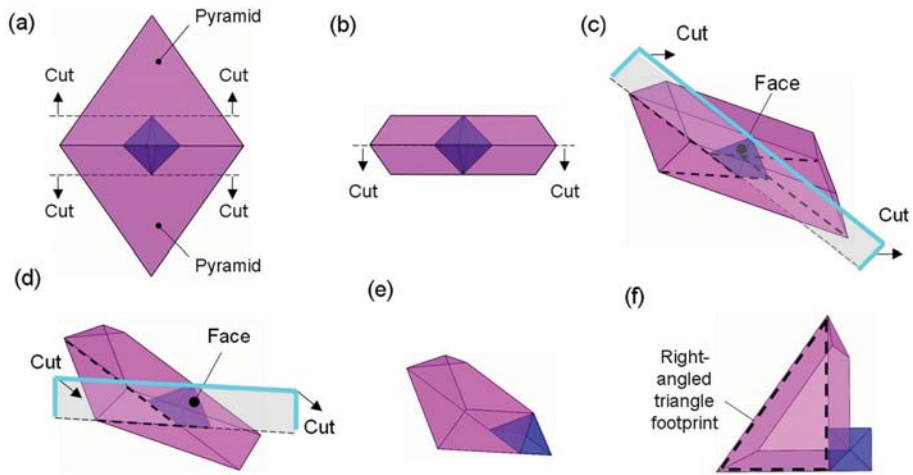 (a)
Pyramid
Cut
Cut
Cut
Cut
Pyramid
(b)
Cut
Cut
(c)
Cut
Face
Cut
(d)
Face
Cut
Cut
(e)
(f)
Right-
angled
triangle
footprint